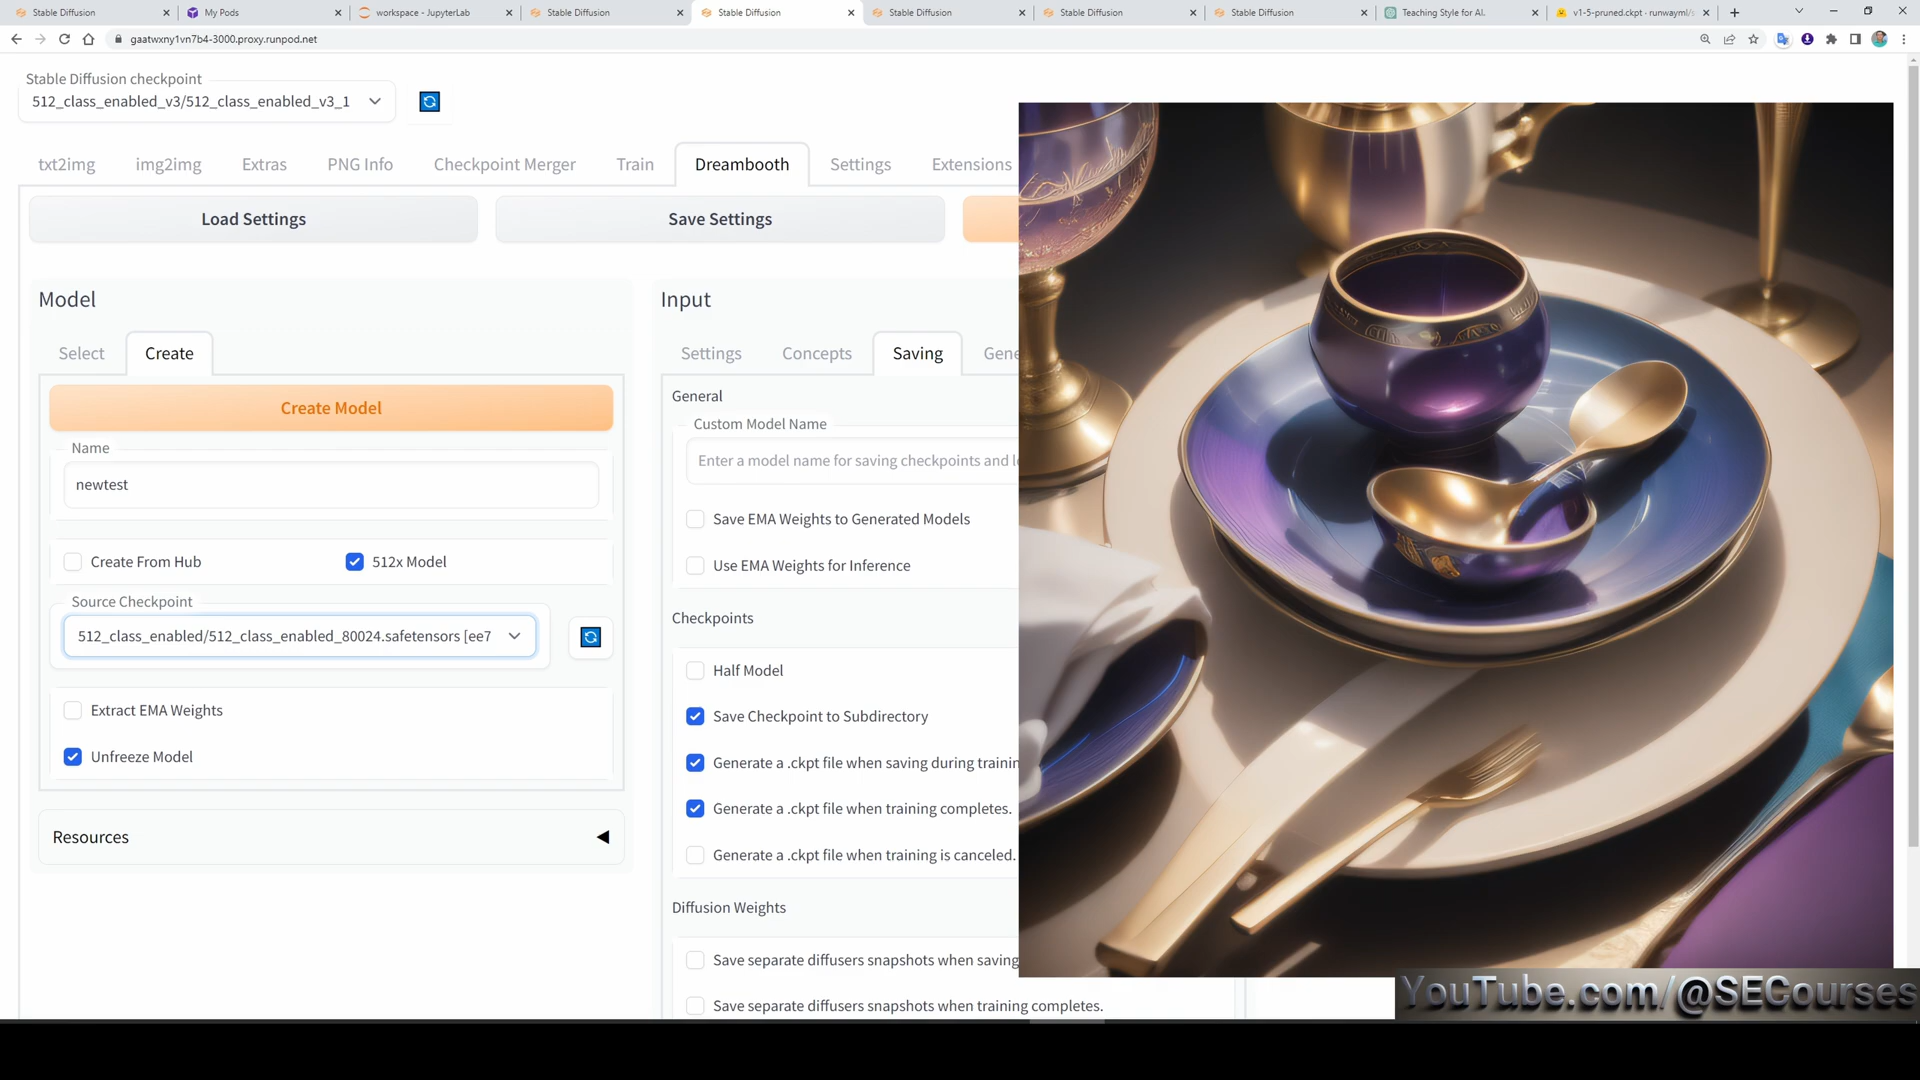 Stable Diffusion
My Pods
workspace - JupyterLab
Stable Diffusion
Stable Diffusion
Stable Diffusion
Stable Diffusion
Stable Diffusion
Teaching Style for AI.
v1-5-pruned.ckpt · runwayml/s
gaatwxny1vn7b4-3000.proxy.runpod.net
Stable Diffusion checkpoint
512_class_enabled_v3/512_class_enabled_v3_1
txt2img
img2img
Extras
PNG Info
Checkpoint Merger
Train
Dreambooth
Settings
Extensions
Load Settings
Save Settings
Model
Select
Create
Create Model
Name
newtest
Create From Hub
512x Model
Source Checkpoint
512_class_enabled/512_class_enabled_80024.safetensors [ee7
Extract EMA Weights
Unfreeze Model
Resources
Input
Settings
Concepts
Saving
Gene
General
Custom Model Name
Enter a model name for saving checkpoints and l
Save EMA Weights to Generated Models
Use EMA Weights for Inference
Checkpoints
Half Model
Save Checkpoint to Subdirectory
Generate a .ckpt file when saving during trainin
Generate a .ckpt file when training completes.
Generate a .ckpt file when training is canceled.
Diffusion Weights
Save separate diffusers snapshots when saving
Save separate diffusers snapshots when training completes.
YouTube.com/@SECourses